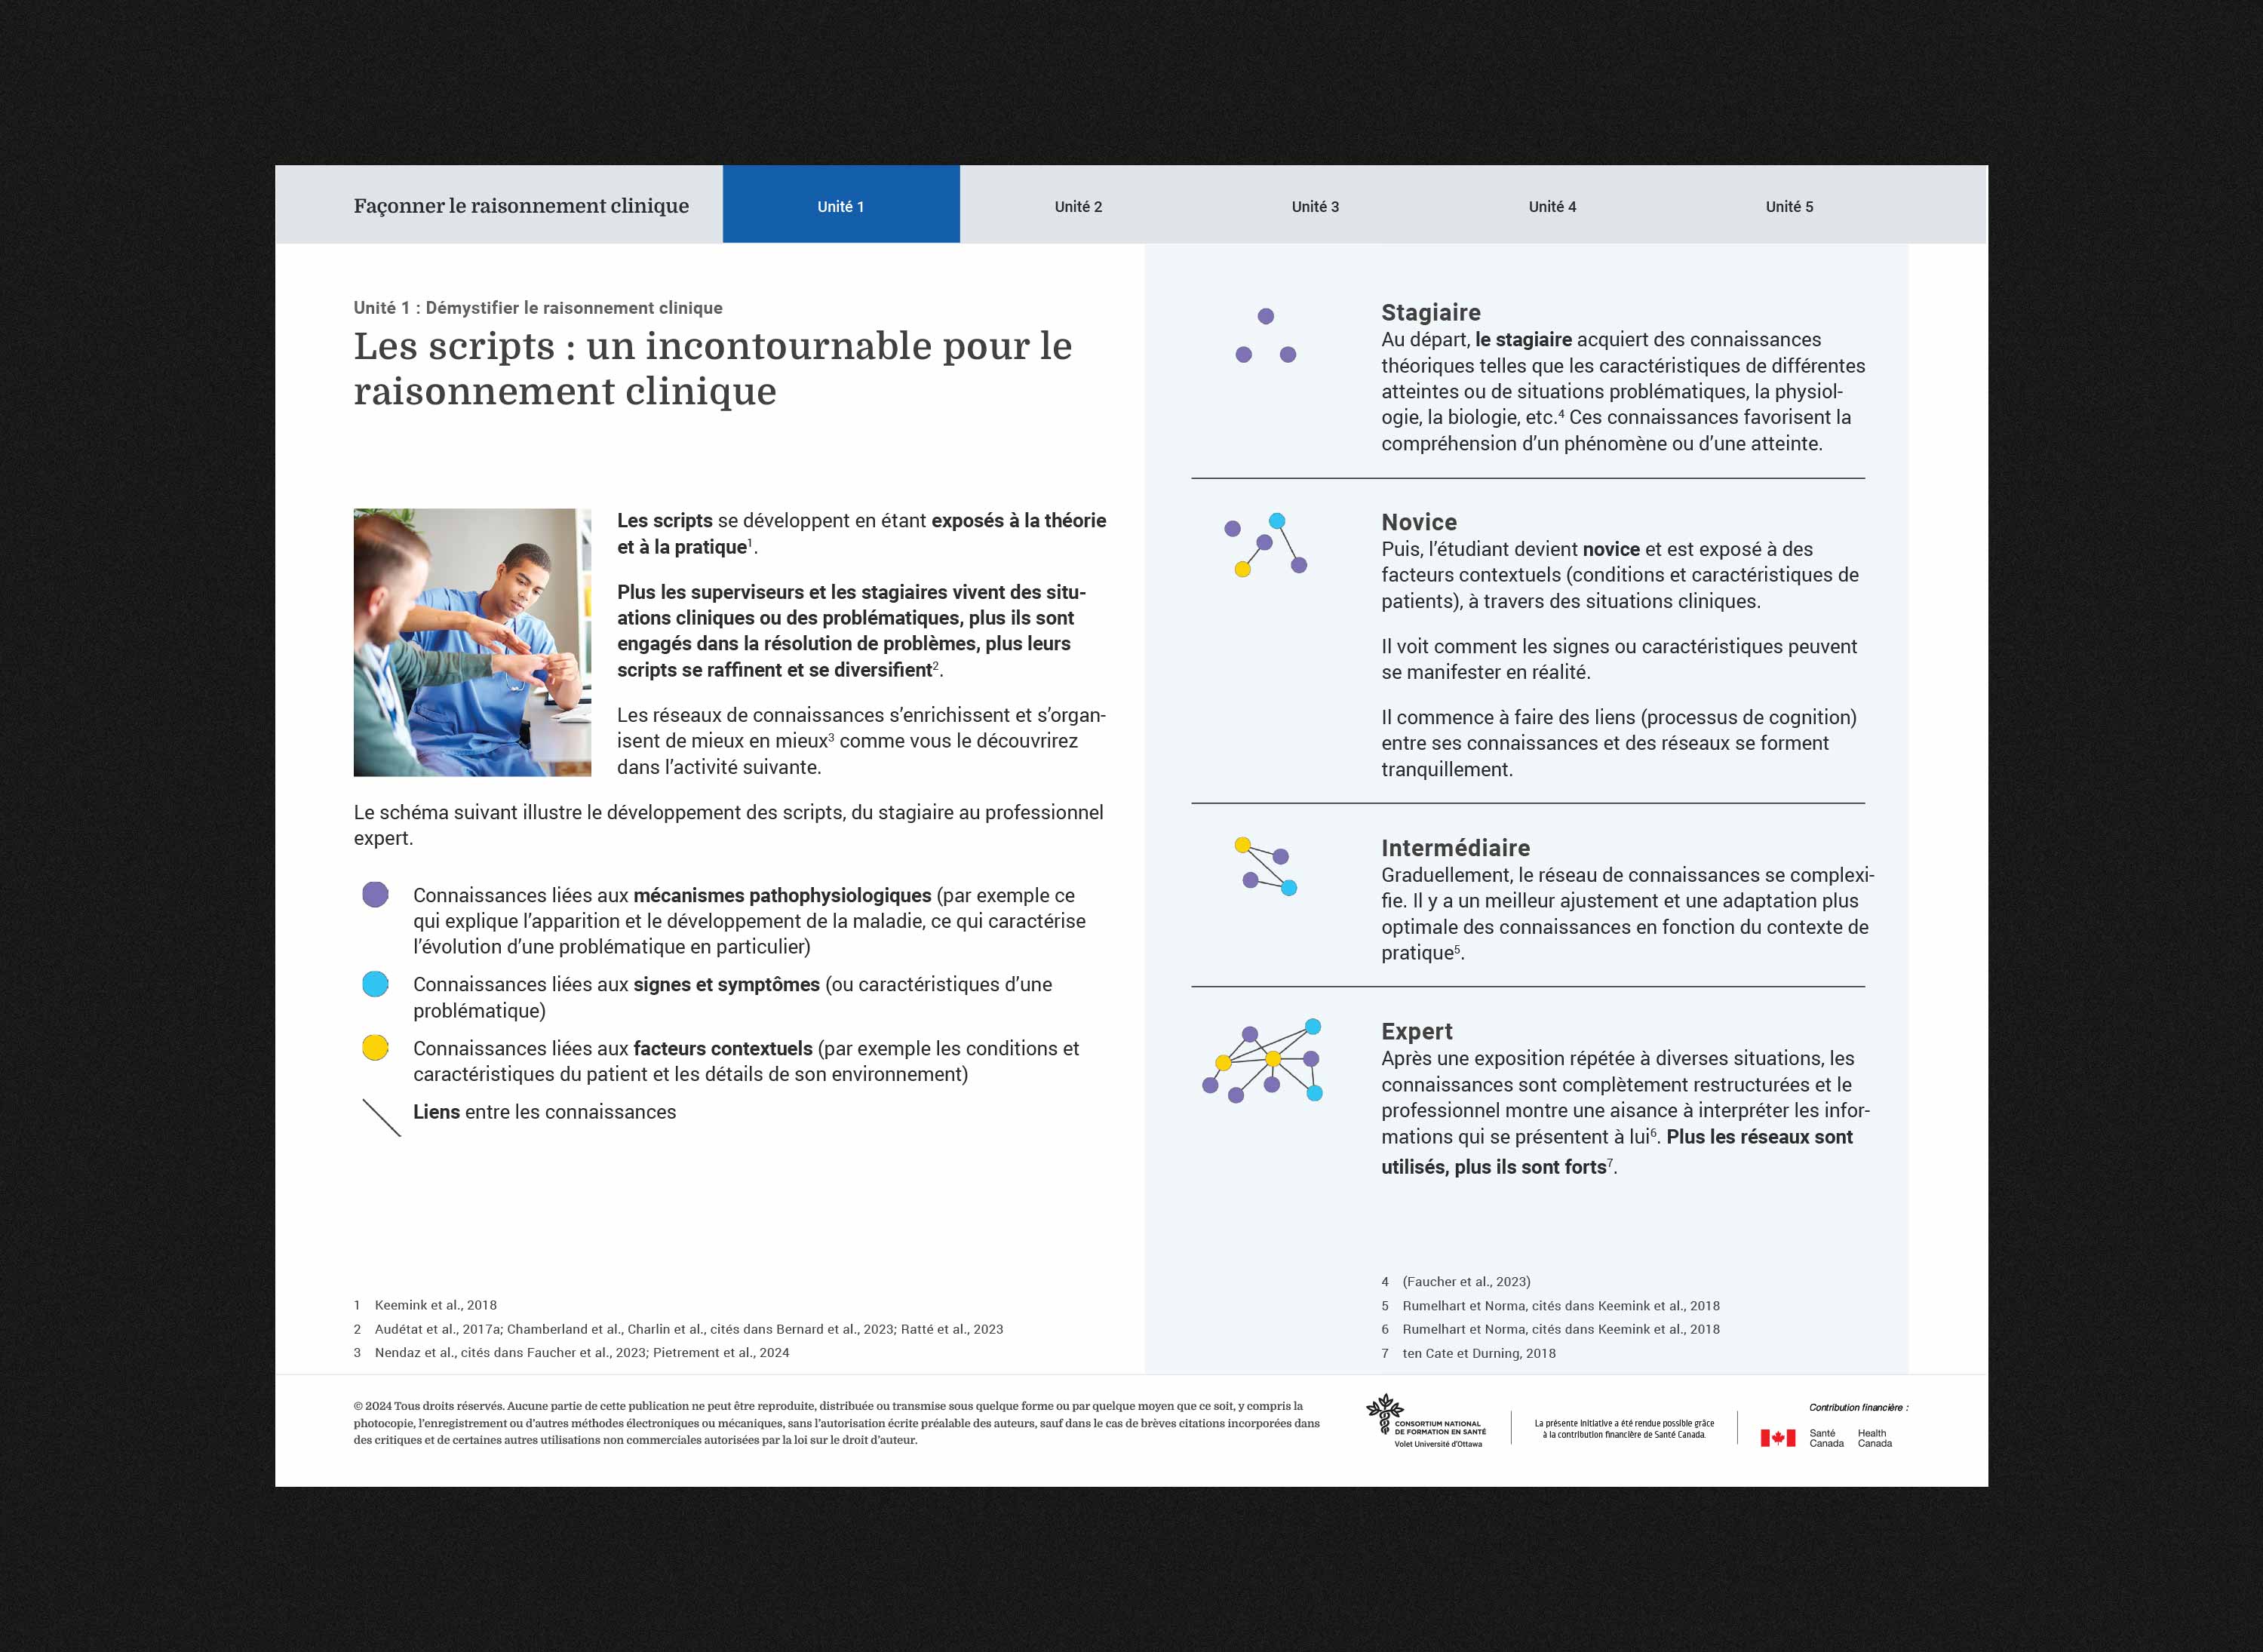 Façonner le raisonnement clinique
Unité 1
Unité 2
Unité 3
Unité 4
Unité 5
Unité 1 : Démystifier le raisonnement clinique
Les scripts : un incontournable pour le
raisonnement clinique
Les scripts se développent en étant exposés à la théorie
et à la pratique¹.
Plus les superviseurs et les stagiaires vivent des situ-
ations cliniques ou des problématiques, plus ils sont
engagés dans la résolution de problèmes, plus leurs
scripts se raffinent et se diversifient².
Les réseaux de connaissances s’enrichissent et s’organ-
isent de mieux en mieux³ comme vous le découvrirez
dans l’activité suivante.
Le schéma suivant illustre le développement des scripts, du stagiaire au professionnel
expert.
Connaissances liées aux mécanismes pathophysiologiques (par exemple ce
qui explique l’apparition et le développement de la maladie, ce qui caractérise
l’évolution d’une problématique en particulier)
Connaissances liées aux signes et symptômes (ou caractéristiques d’une
problématique)
Connaissances liées aux facteurs contextuels (par exemple les conditions et
caractéristiques du patient et les détails de son environnement)
Liens entre les connaissances
1 Keemink et al., 2018
2 Audétat et al., 2017a; Chamberland et al., Charlin et al., cités dans Bernard et al., 2023; Ratté et al., 2023
3 Nendaz et al., cités dans Faucher et al., 2023; Pietrement et al., 2024
Stagiaire
Au départ, le stagiaire acquiert des connaissances
théoriques telles que les caractéristiques de différentes
atteintes ou de situations problématiques, la physiol-
ogie, la biologie, etc.⁴ Ces connaissances favorisent la
compréhension d’un phénomène ou d’une atteinte.
Novice
Puis, l’étudiant devient novice et est exposé à des
facteurs contextuels (conditions et caractéristiques de
patients), à travers des situations cliniques.
Il voit comment les signes ou caractéristiques peuvent
se manifester en réalité.
Il commence à faire des liens (processus de cognition)
entre ses connaissances et des réseaux se forment
tranquillement.
Intermédiaire
Graduellement, le réseau de connaissances se complexi-
fie. Il y a un meilleur ajustement et une adaptation plus
optimale des connaissances en fonction du contexte de
pratique⁵.
Expert
Après une exposition répétée à diverses situations, les
connaissances sont complètement restructurées et le
professionnel montre une aisance à interpréter les infor-
mations qui se présentent à lui⁶. Plus les réseaux sont
utilisés, plus ils sont forts⁷.
4 (Faucher et al., 2023)
5 Rumelhart et Norma, cités dans Keemink et al., 2018
6 Rumelhart et Norma, cités dans Keemink et al., 2018
7 ten Cate et Durning, 2018
© 2024 Tous droits réservés. Aucune partie de cette publication ne peut être reproduite, distribuée ou transmise sous quelque forme ou par quelque moyen que ce soit, y compris la
photocopie, l’enregistrement ou d’autres méthodes électroniques ou mécaniques, sans l’autorisation écrite préalable des auteurs, sauf dans le cas de brèves citations incorporées dans
des critiques et de certaines autres utilisations non commerciales autorisées par la loi sur le droit d’auteur.
CONSORTIUM NATIONAL
DE FORMATION EN SANTÉ
Volet Université d’Ottawa
La présente initiative a été rendue possible grâce
à la contribution financière de Santé Canada.
Contribution financière :
Santé Canada
Health Canada